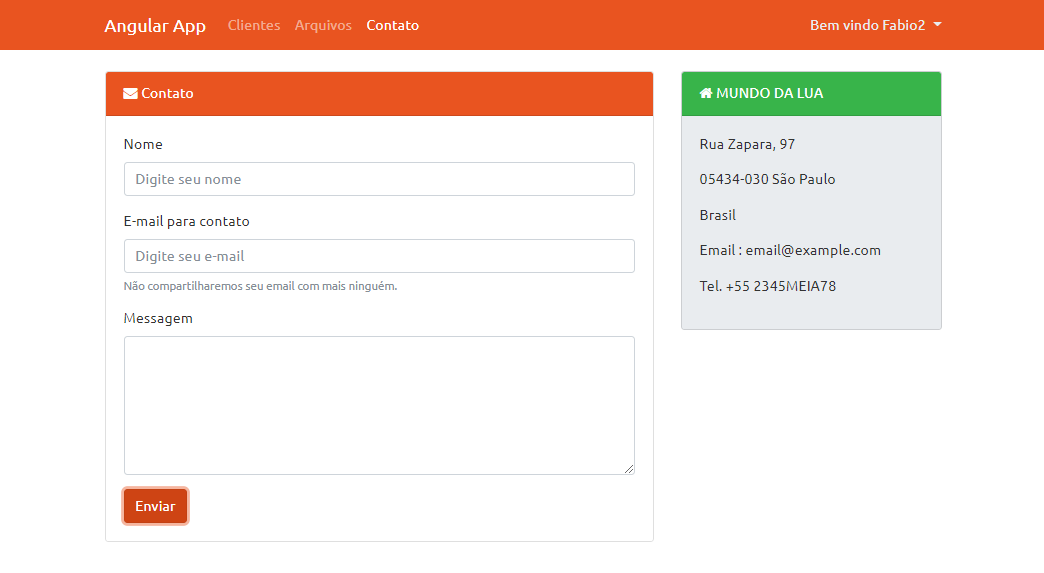 Angular App Clientes Arquivos Contato Bem vindo Fabio2
Contato
Nome
Digite seu nome
E-mail para contato
Digite seu e-mail
Não compartilharemos seu email com mais ninguém.
Messagem
Enviar
MUNDO DA LUA
Rua Zapara, 97
05434-030 São Paulo
Brasil
Email : email@example.com
Tel. +55 2345MEIA78